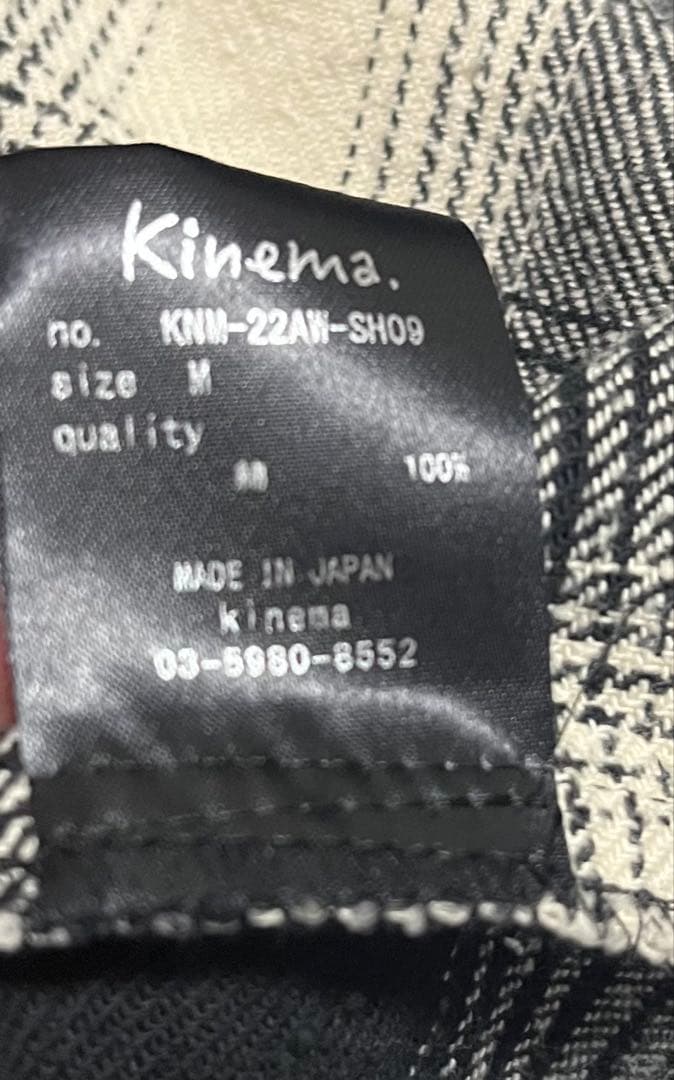 Kinema.
no. KNM-22AW-SH09
size M
quality
100%
MADE IN JAPAN
kinema
03-5980-8552